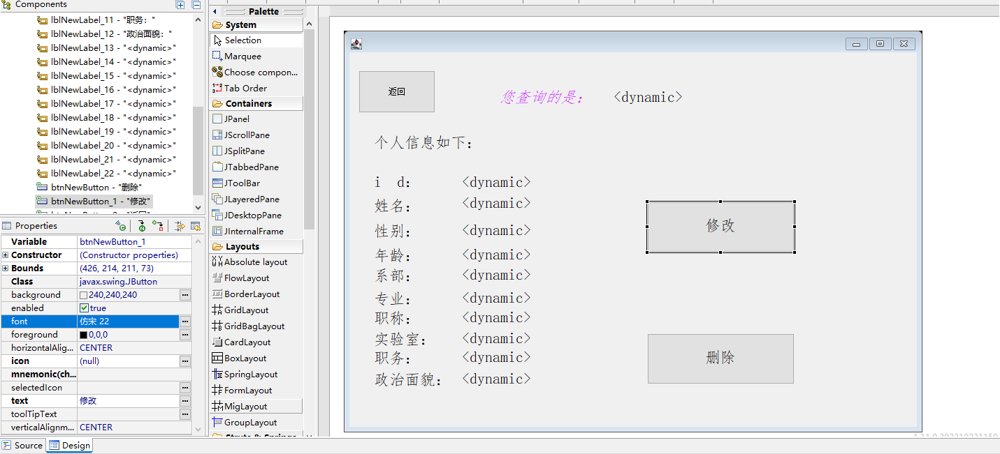 Components
lblNewLabel_11 - "职务："
lblNewLabel_12 - "政治面貌："
lblNewLabel_13 - "<dynamic>"
lblNewLabel_14 - "<dynamic>"
lblNewLabel_15 - "<dynamic>"
lblNewLabel_16 - "<dynamic>"
lblNewLabel_17 - "<dynamic>"
lblNewLabel_18 - "<dynamic>"
lblNewLabel_19 - "<dynamic>"
lblNewLabel_20 - "<dynamic>"
lblNewLabel_21 - "<dynamic>"
lblNewLabel_22 - "<dynamic>"
btnNewButton - "删除"
btnNewButton_1 - "修改"
Properties
Variable btnNewButton_1
Constructor (Constructor properties)
Bounds (426, 214, 211, 73)
Class javax.swing.JButton
background 240,240,240
enabled true
font 仿宋 22
foreground 0,0,0
horizontalAlig... CENTER
icon (null)
mnemonic(ch...
selectedIcon
text 修改
toolTipText
verticalAlignm... CENTER
Source Design
Palette
System
Selection
Marquee
Choose compon...
Tab Order
Containers
JPanel
JScrollPane
JSplitPane
JTabbedPane
JToolBar
JLayeredPane
JDesktopPane
JInternalFrame
Layouts
Absolute layout
FlowLayout
BorderLayout
GridLayout
GridBagLayout
CardLayout
BoxLayout
SpringLayout
FormLayout
MigLayout
GroupLayout
返回
您查询的是： <dynamic>
个人信息如下：
i d： <dynamic>
姓名： <dynamic>
性别： <dynamic>
年龄： <dynamic>
系部： <dynamic>
专业： <dynamic>
职称： <dynamic>
实验室： <dynamic>
职务： <dynamic>
政治面貌： <dynamic>
修改
删除